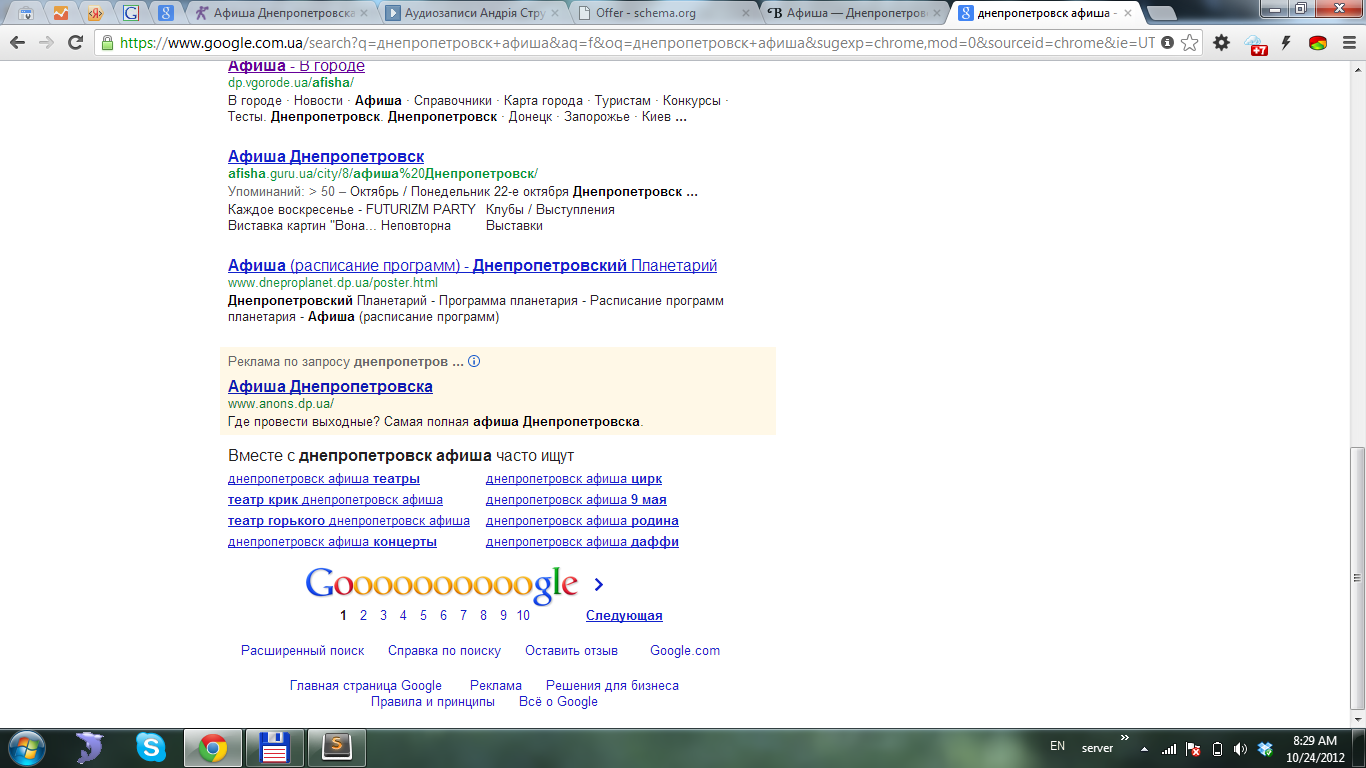 Афиша Днепропетровска
Аудиозаписи Андрія Стру
Offer - schema.org
Афиша — Днепропетров
днепропетровск афиша -
https://www.google.com.ua/search?q=днепропетровск+афиша&aq=f&oq=днепропетровск+афиша&sugexp=chrome,mod=0&sourceid=chrome&ie=UT
+7
Афиша - В городе
dp.vgorode.ua/afisha/
В городе · Новости · Афиша · Справочники · Карта города · Туристам · Конкурсы ·
Тесты. Днепропетровск. Днепропетровск · Донецк · Запорожье · Киев ...
Афиша Днепропетровск
afisha.guru.ua/city/8/афиша%20Днепропетровск/
Упоминаний: > 50 – Октябрь / Понедельник 22-е октября Днепропетровск ...
Каждое воскресенье - FUTURIZM PARTY Клубы / Выступления
Виставка картин "Вона... Неповторна Выставки
Афиша (расписание программ) - Днепропетровский Планетарий
www.dneproplanet.dp.ua/poster.html
Днепропетровский Планетарий - Программа планетария - Расписание программ
планетария - Афиша (расписание программ)
Реклама по запросу днепропетров ...
Афиша Днепропетровска
www.anons.dp.ua/
Где провести выходные? Самая полная афиша Днепропетровска.
Вместе с днепропетровск афиша часто ищут
днепропетровск афиша театры днепропетровск афиша цирк
театр крик днепропетровск афиша днепропетровск афиша 9 мая
театр горького днепропетровск афиша днепропетровск афиша родина
днепропетровск афиша концерты днепропетровск афиша даффи
Goooooooooogle
1 2 3 4 5 6 7 8 9 10 Следующая
Расширенный поиск Справка по поиску Оставить отзыв Google.com
Главная страница Google Реклама Решения для бизнеса
Правила и принципы Всё о Google
EN server 8:29 AM
10/24/2012